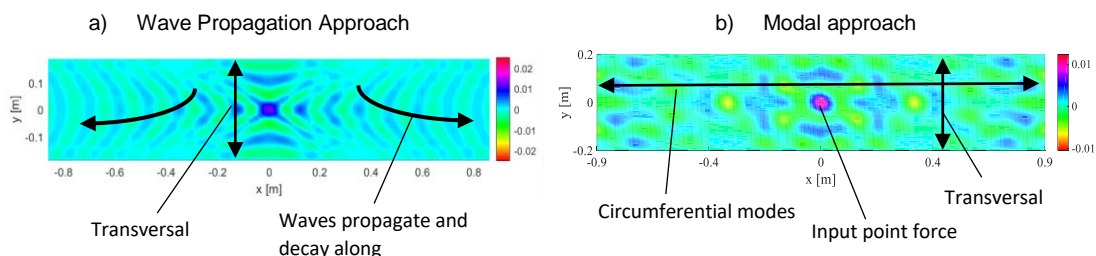 a) Wave Propagation Approach
0.1
0
-0.1
y [m]
-0.8 -0.6 -0.4 -0.2 0 0.2 0.4 0.6 0.8
x [m]
0.02
0.01
0
-0.01
-0.02
Transversal
Waves propagate and
decay along
b) Modal approach
0.2
0
-0.2
y [m]
-0.9 -0.4 0 0.4 0.9
x [m]
0.01
0
-0.01
Circumferential modes
Input point force
Transversal